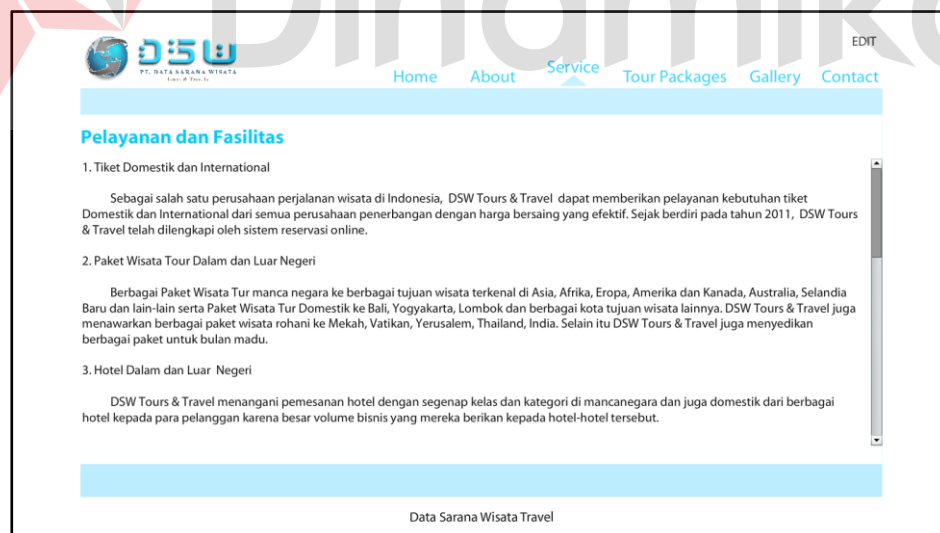 Dinamika
DSW
PT. DATA SARANA WISATA
Tours & Travels
EDIT
Home About Service Tour Packages Gallery Contact
Pelayanan dan Fasilitas
1. Tiket Domestik dan International
Sebagai salah satu perusahaan perjalanan wisata di Indonesia, DSW Tours & Travel dapat memberikan pelayanan kebutuhan tiket
Domestik dan International dari semua perusahaan penerbangan dengan harga bersaing yang efektif. Sejak berdiri pada tahun 2011, DSW Tours
& Travel telah dilengkapi oleh sistem reservasi online.
2. Paket Wisata Tour Dalam dan Luar Negeri
Berbagai Paket Wisata Tur manca negara ke berbagai tujuan wisata terkenal di Asia, Afrika, Eropa, Amerika dan Kanada, Australia, Selandia
Baru dan lain-lain serta Paket Wisata Tur Domestik ke Bali, Yogyakarta, Lombok dan berbagai kota tujuan wisata lainnya. DSW Tours & Travel juga
menawarkan berbagai paket wisata rohani ke Mekah, Vatikan, Yerusalem, Thailand, India. Selain itu DSW Tours & Travel juga menyedikan
berbagai paket untuk bulan madu.
3. Hotel Dalam dan Luar Negeri
DSW Tours & Travel menangani pemesanan hotel dengan segenap kelas dan kategori di mancanegara dan juga domestik dari berbagai
hotel kepada para pelanggan karena besar volume bisnis yang mereka berikan kepada hotel-hotel tersebut.
Data Sarana Wisata Travel